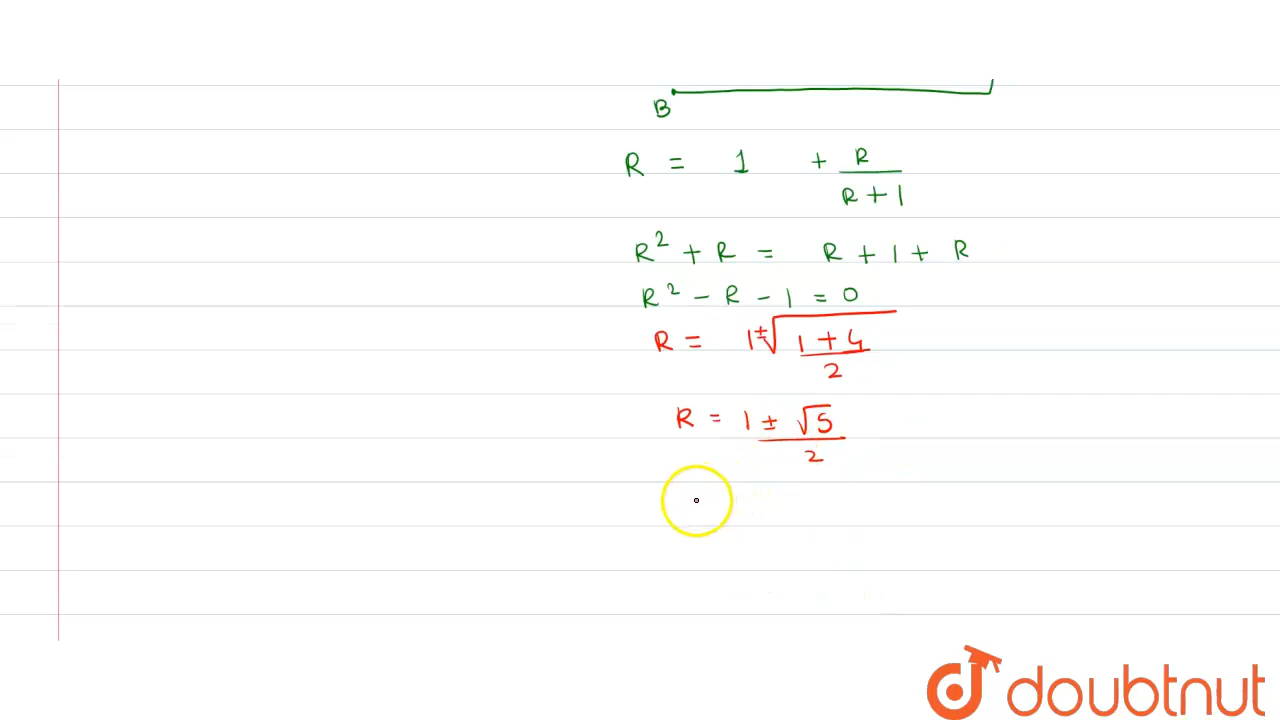 B
R = 1 + R/(R+1)
R² + R = R + 1 + R
R² - R - 1 = 0
R = 1 ± √(1+4)/2
R = 1 ± √5/2
doubtnut